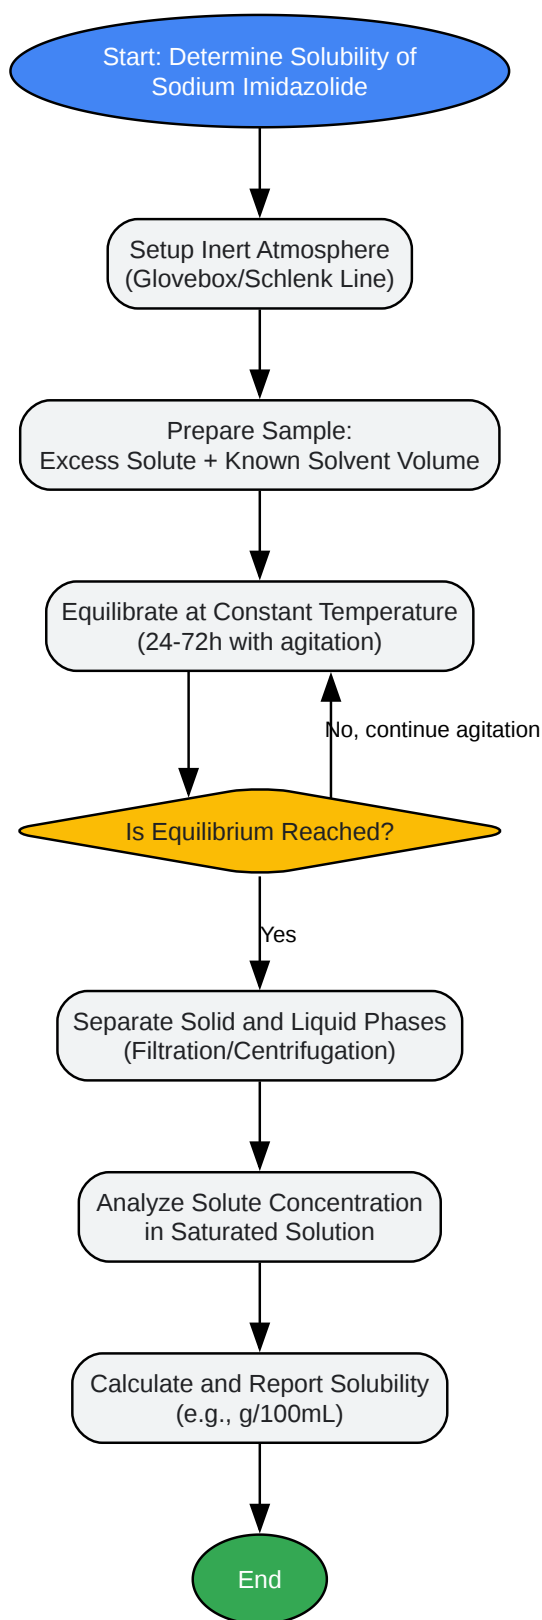 Start: Determine Solubility of
Sodium Imidazolide
Setup Inert Atmosphere
(Glovebox/Schlenk Line)
Prepare Sample:
Excess Solute + Known Solvent Volume
Equilibrate at Constant Temperature
(24-72h with agitation)
No, continue agitation
Is Equilibrium Reached?
Yes
Separate Solid and Liquid Phases
(Filtration/Centrifugation)
Analyze Solute Concentration
in Saturated Solution
Calculate and Report Solubility
(e.g., g/100mL)
End